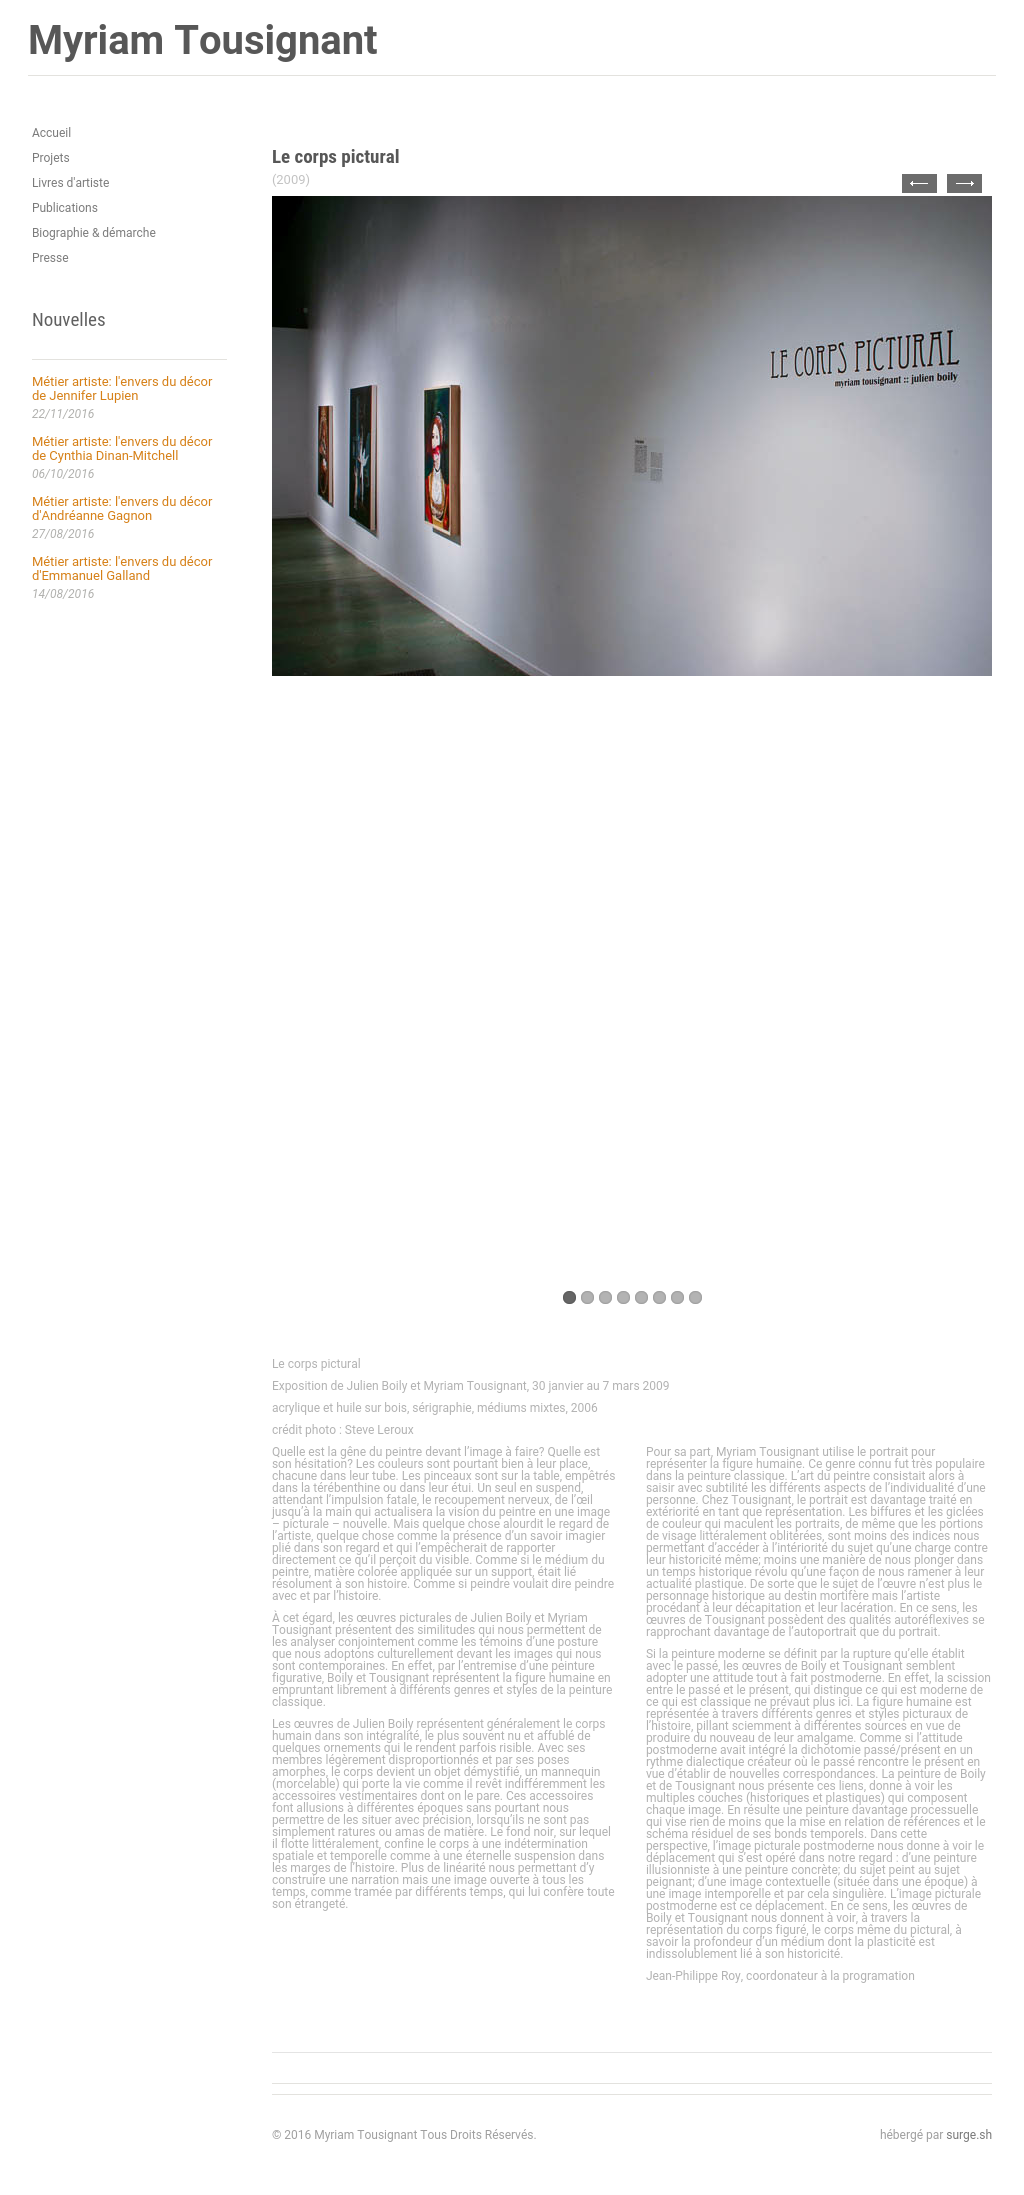 Myriam Tousignant
Accueil
Projets
Livres d'artiste
Publications
Biographie & démarche
Presse
Nouvelles
Métier artiste: l'envers du décor
de Jennifer Lupien
22/11/2016
Métier artiste: l'envers du décor
de Cynthia Dinan-Mitchell
06/10/2016
Métier artiste: l'envers du décor
d'Andréanne Gagnon
27/08/2016
Métier artiste: l'envers du décor
d'Emmanuel Galland
14/08/2016
Le corps pictural
(2009)
LE CORPS PICTURAL
myriam tousignant :: julien boily
Le corps pictural
Exposition de Julien Boily et Myriam Tousignant, 30 janvier au 7 mars 2009
acrylique et huile sur bois, sérigraphie, médiums mixtes, 2006
crédit photo : Steve Leroux
Quelle est la gêne du peintre devant l’image à faire? Quelle est
son hésitation? Les couleurs sont pourtant bien à leur place,
chacune dans leur tube. Les pinceaux sont sur la table, empêtrés
dans la térébenthine ou dans leur étui. Un seul en suspend,
attendant l’impulsion fatale, le recoupement nerveux, de l’œil
jusqu’à la main qui actualisera la vision du peintre en une image
– picturale – nouvelle. Mais quelque chose alourdit le regard de
l’artiste, quelque chose comme la présence d’un savoir imagier
plié dans son regard et qui l’empêcherait de rapporter
directement ce qu’il perçoit du visible. Comme si le médium du
peintre, matière colorée appliquée sur un support, était lié
résolument à son histoire. Comme si peindre voulait dire peindre
avec et par l’histoire.
À cet égard, les œuvres picturales de Julien Boily et Myriam
Tousignant présentent des similitudes qui nous permettent de
les analyser conjointement comme les témoins d’une posture
que nous adoptons culturellement devant les images qui nous
sont contemporaines. En effet, par l’entremise d’une peinture
figurative, Boily et Tousignant représentent la figure humaine en
empruntant librement à différents genres et styles de la peinture
classique.
Les œuvres de Julien Boily représentent généralement le corps
humain dans son intégralité, le plus souvent nu et affublé de
quelques ornements qui le rendent parfois risible. Avec ses
membres légèrement disproportionnés et par ses poses
amorphes, le corps devient un objet démystifié, un mannequin
(morcelable) qui porte la vie comme il revêt indifféremment les
accessoires vestimentaires dont on le pare. Ces accessoires
font allusions à différentes époques sans pourtant nous
permettre de les situer avec précision, lorsqu’ils ne sont pas
simplement ratures ou amas de matière. Le fond noir, sur lequel
il flotte littéralement, confine le corps à une indétermination
spatiale et temporelle comme à une éternelle suspension dans
les marges de l’histoire. Plus de linéarité nous permettant d’y
construire une narration mais une image ouverte à tous les
temps, comme tramée par différents temps, qui lui confère toute
son étrangeté.
Pour sa part, Myriam Tousignant utilise le portrait pour
représenter la figure humaine. Ce genre connu fut très populaire
dans la peinture classique. L’art du peintre consistait alors à
saisir avec subtilité les différents aspects de l’individualité d’une
personne. Chez Tousignant, le portrait est davantage traité en
extériorité en tant que représentation. Les biffures et les giclées
de couleur qui maculent les portraits, de même que les portions
de visage littéralement oblitérées, sont moins des indices nous
permettant d’accéder à l’intériorité du sujet qu’une charge contre
leur historicité même; moins une manière de nous plonger dans
un temps historique révolu qu’une façon de nous ramener à leur
actualité plastique. De sorte que le sujet de l’œuvre n’est plus le
personnage historique au destin mortifère mais l’artiste
procédant à leur décapitation et leur lacération. En ce sens, les
œuvres de Tousignant possèdent des qualités autoréflexives se
rapprochant davantage de l’autoportrait que du portrait.
Si la peinture moderne se définit par la rupture qu’elle établit
avec le passé, les œuvres de Boily et Tousignant semblent
adopter une attitude tout à fait postmoderne. En effet, la scission
entre le passé et le présent, qui distingue ce qui est moderne de
ce qui est classique ne prévaut plus ici. La figure humaine est
représentée à travers différents genres et styles picturaux de
l’histoire, pillant sciemment à différentes sources en vue de
produire du nouveau de leur amalgame. Comme si l’attitude
postmoderne avait intégré la dichotomie passé/présent en un
rythme dialectique créateur où le passé rencontre le présent en
vue d’établir de nouvelles correspondances. La peinture de Boily
et de Tousignant nous présente ces liens, donne à voir les
multiples couches (historiques et plastiques) qui composent
chaque image. En résulte une peinture davantage processuelle
qui vise rien de moins que la mise en relation de références et le
schéma résiduel de ses bonds temporels. Dans cette
perspective, l’image picturale postmoderne nous donne à voir le
déplacement qui s’est opéré dans notre regard : d’une peinture
illusionniste à une peinture concrète; du sujet peint au sujet
peignant; d’une image contextuelle (située dans une époque) à
une image intemporelle et par cela singulière. L’image picturale
postmoderne est ce déplacement. En ce sens, les œuvres de
Boily et Tousignant nous donnent à voir, à travers la
représentation du corps figuré, le corps même du pictural, à
savoir la profondeur d’un médium dont la plasticité est
indissolublement lié à son historicité.
Jean-Philippe Roy, coordonateur à la programation
© 2016 Myriam Tousignant Tous Droits Réservés.
hébergé par surge.sh